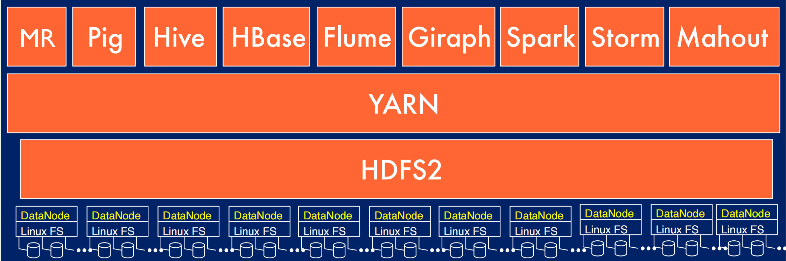 MR Pig Hive HBase Flume Giraph Spark Storm Mahout
YARN
HDFS2
DataNode DataNode DataNode DataNode DataNode DataNode DataNode DataNode DataNode DataNode DataNode
Linux FS Linux FS Linux FS Linux FS Linux FS Linux FS Linux FS Linux FS Linux FS Linux FS Linux FS